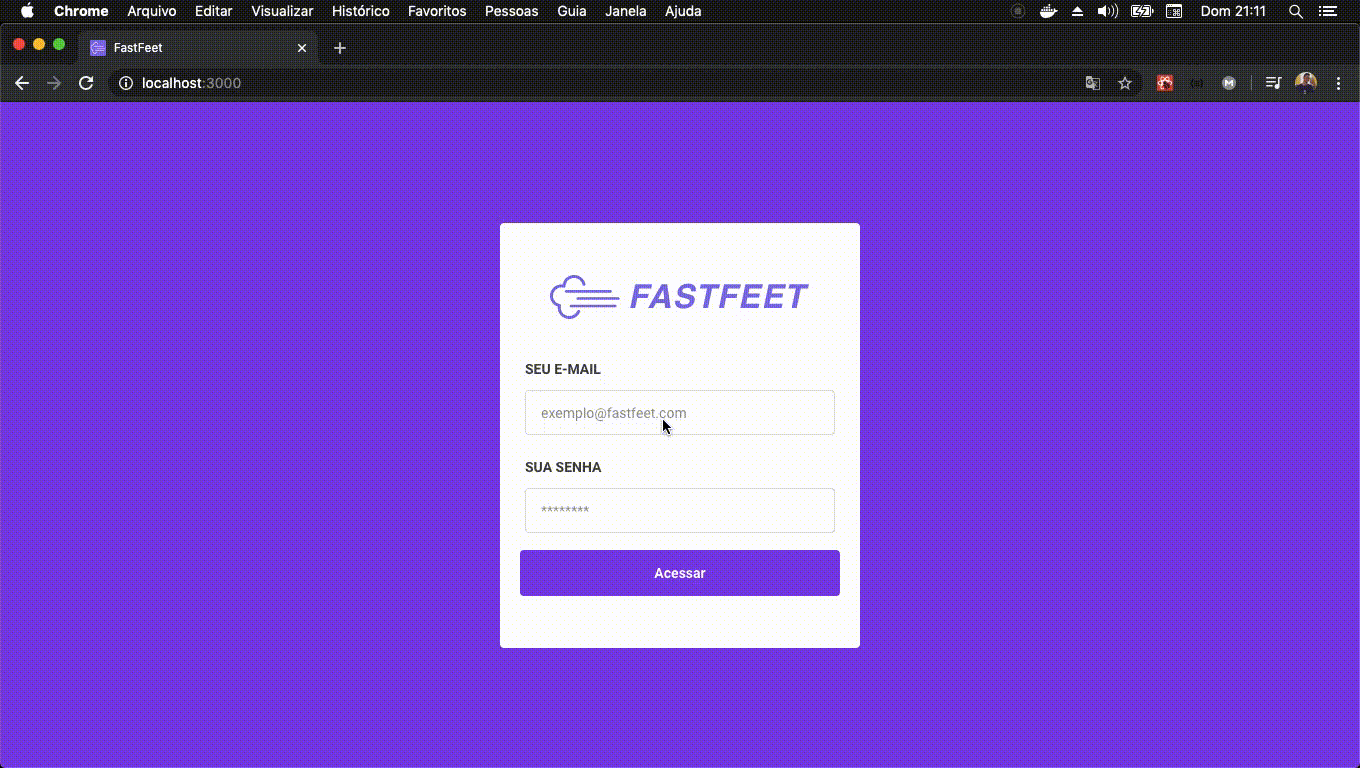 Chrome Arquivo Editar Visualizar Histórico Favoritos Pessoas Guia Janela Ajuda Dom 21:11
FastFeet
localhost:3000
FASTFEET
SEU E-MAIL
exemplo@fastfeet.com
SUA SENHA
********
Acessar